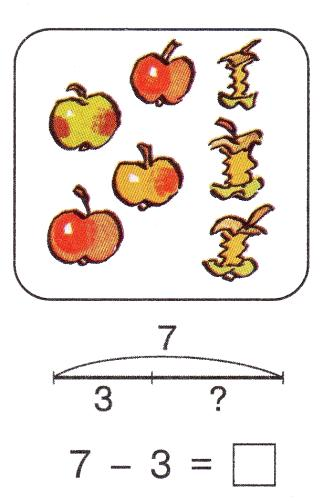 7
3 ?
7 – 3 = □